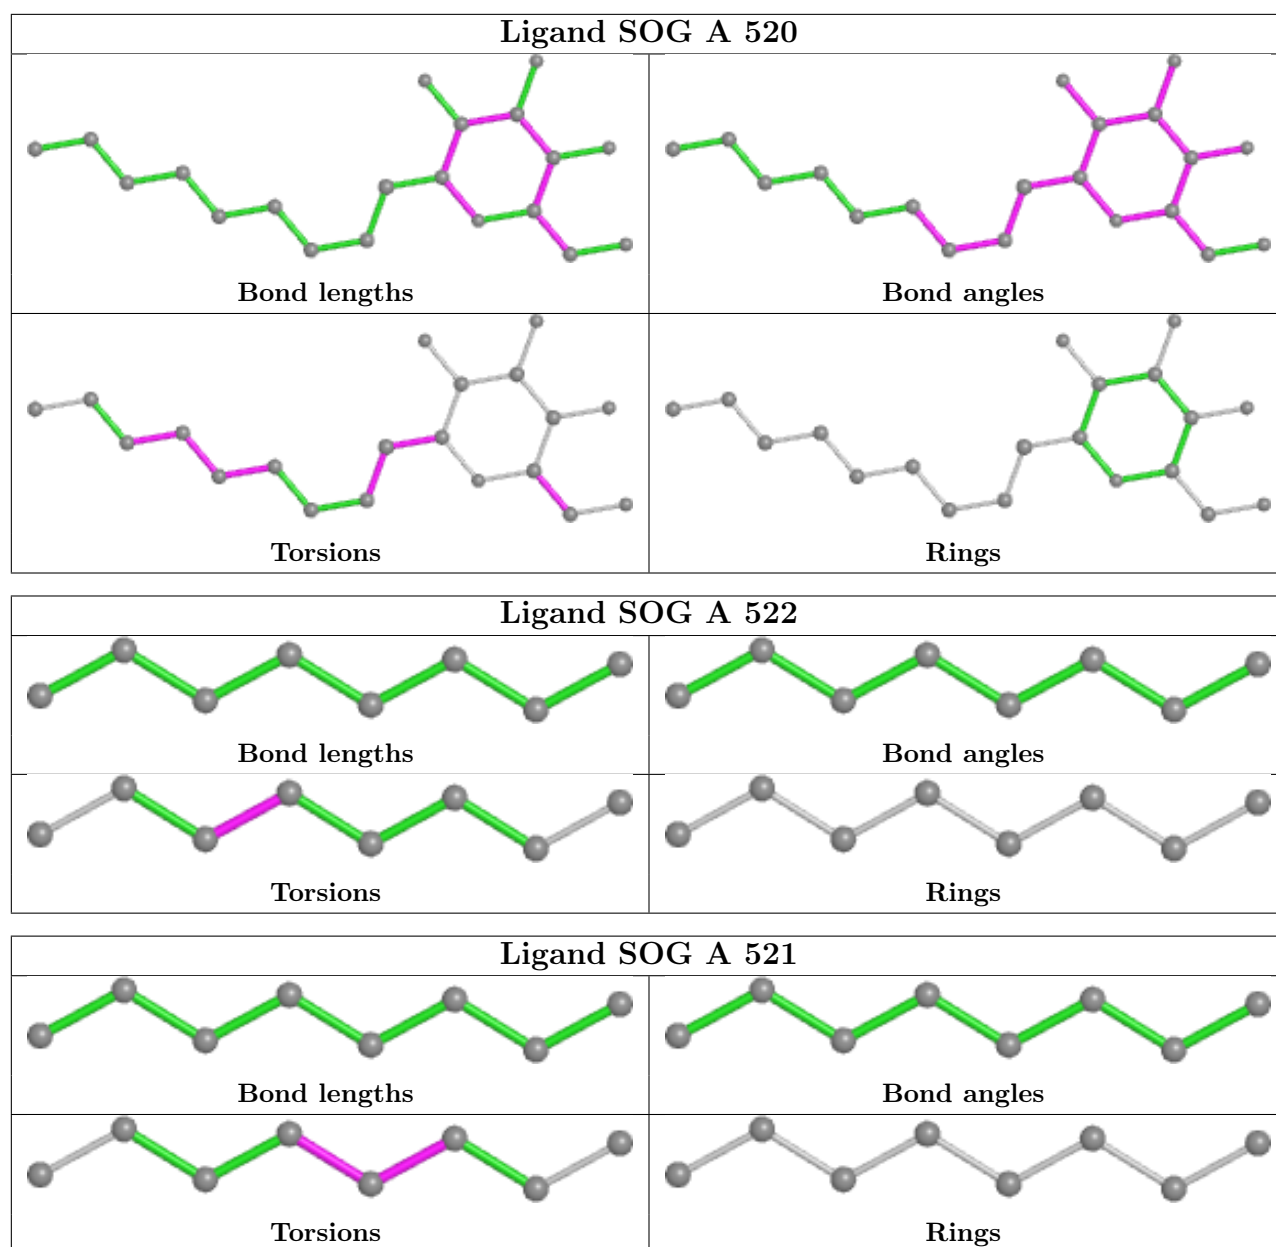 Ligand SOG A 520
Bond lengths
Bond angles
Torsions
Rings
Ligand SOG A 522
Bond lengths
Bond angles
Torsions
Rings
Ligand SOG A 521
Bond lengths
Bond angles
Torsions
Rings